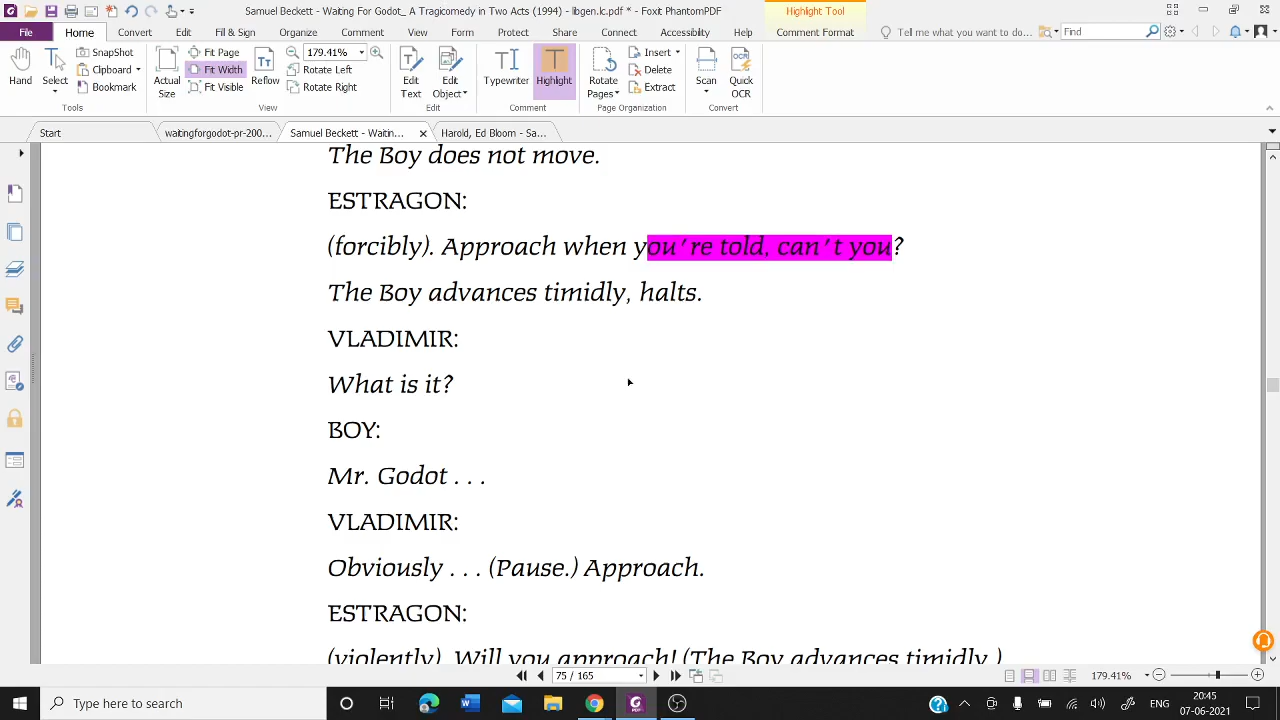 Samuel Beckett - Waiting For Godot_ A Tragicomedy in Two Acts (1994) - libgen.lc.pdf * - Foxit PhantomPDF
Highlight Tool
File Home Convert Edit Fill & Sign Organize Comment View Form Protect Share Connect Accessibility Help Comment Format Tell me what you want to do... Find
SnapShot Fit Page 179.41% Insert
Clipboard Fit Width Rotate Left Delete
Bookmark Fit Visible Rotate Right Extract
Hand Select Actual Size Reflow Edit Text Edit Object Typewriter Highlight Rotate Pages Scan Quick OCR
Tools View Edit Comment Page Organization Convert
Start waitingforgodot-pr-200... Samuel Beckett - Waitin... Harold, Ed Bloom - Sa...
The Boy does not move.
ESTRAGON:
(forcibly). Approach when you're told, can't you?
The Boy advances timidly, halts.
VLADIMIR:
What is it?
BOY:
Mr. Godot . . .
VLADIMIR:
Obviously . . . (Pause.) Approach.
ESTRAGON:
(violently). Will you approach! (The Boy advances timidly.)
75 / 165 179.41%
Type here to search ENG 20:45
07-06-2021